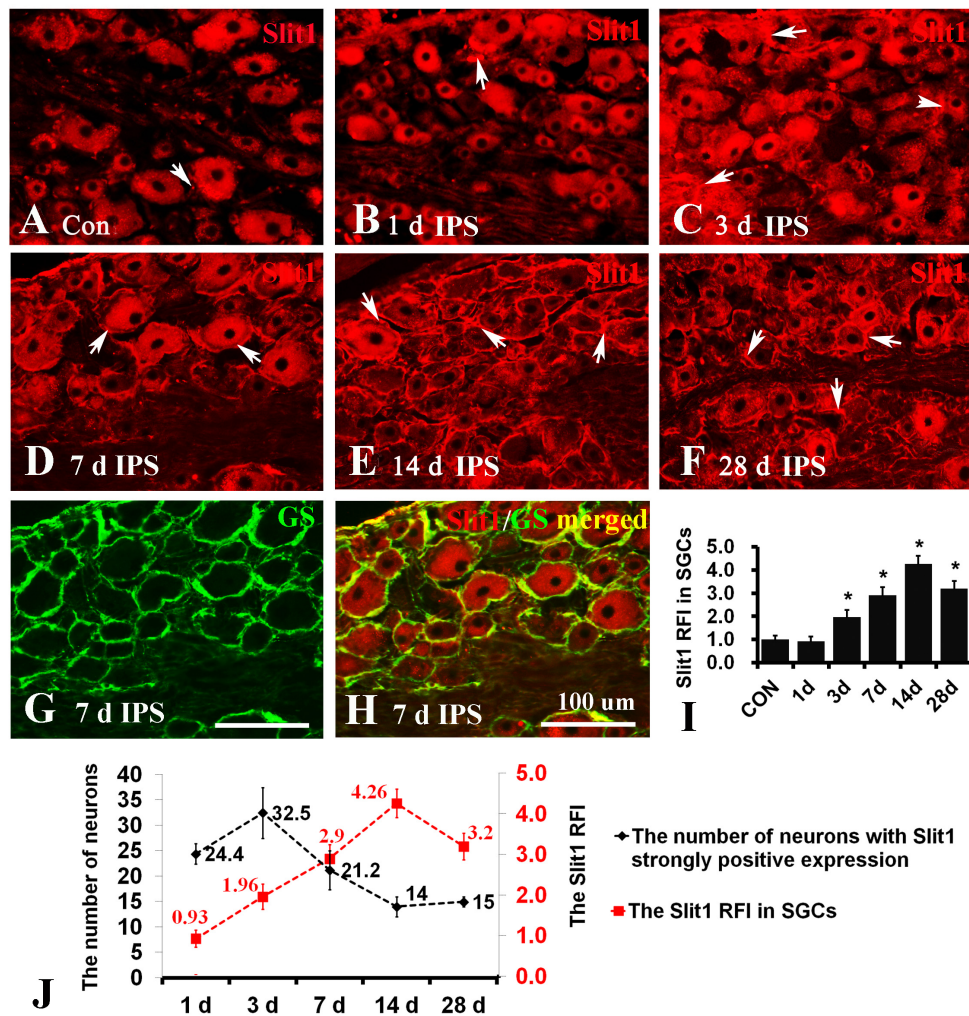 Slit1
A Con
Slit1
B 1 d IPS
Slit1
C 3 d IPS
Slit1
D 7 d IPS
Slit1
E 14 d IPS
Slit1
F 28 d IPS
GS
G 7 d IPS
Slit1/GS merged
H 7 d IPS
100 um
Slit1 RFI in SGCs
5.0
4.0
3.0
2.0
1.0
0.0
*
*
*
*
CON
1d
3d
7d
14d
28d
I
The number of neurons
40
35
30
25
20
15
10
5
0
24.4
32.5
21.2
14
15
0.93
1.96
2.9
4.26
3.2
5.0
4.0
3.0
2.0
1.0
0.0
The Slit1 RFI
1 d
3 d
7 d
14 d
28 d
The number of neurons with Slit1
strongly positive expression
The Slit1 RFI in SGCs
J